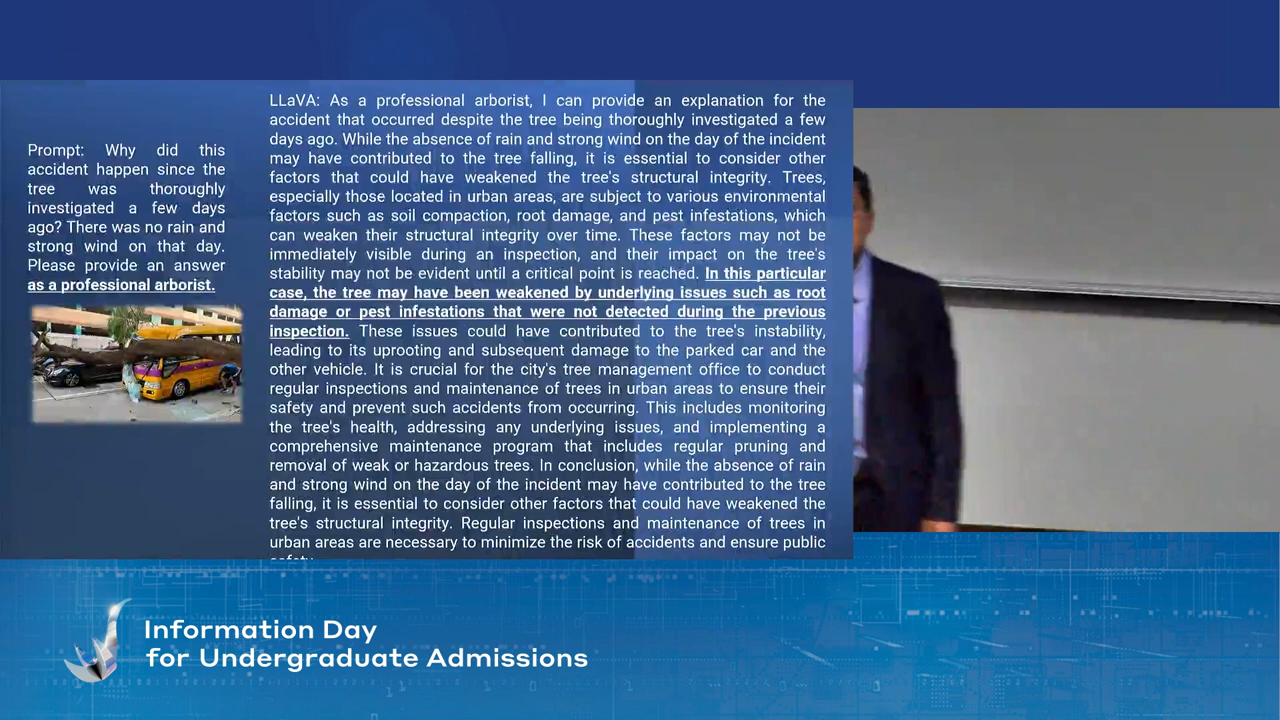 Prompt: Why did this
accident happen since the
tree was thoroughly
investigated a few days
ago? There was no rain and
strong wind on that day.
Please provide an answer
as a professional arborist.
LLaVA: As a professional arborist, I can provide an explanation for the
accident that occurred despite the tree being thoroughly investigated a few
days ago. While the absence of rain and strong wind on the day of the incident
may have contributed to the tree falling, it is essential to consider other
factors that could have weakened the tree's structural integrity. Trees,
especially those located in urban areas, are subject to various environmental
factors such as soil compaction, root damage, and pest infestations, which
can weaken their structural integrity over time. These factors may not be
immediately visible during an inspection, and their impact on the tree's
stability may not be evident until a critical point is reached. In this particular
case, the tree may have been weakened by underlying issues such as root
damage or pest infestations that were not detected during the previous
inspection. These issues could have contributed to the tree's instability,
leading to its uprooting and subsequent damage to the parked car and the
other vehicle. It is crucial for the city's tree management office to conduct
regular inspections and maintenance of trees in urban areas to ensure their
safety and prevent such accidents from occurring. This includes monitoring
the tree's health, addressing any underlying issues, and implementing a
comprehensive maintenance program that includes regular pruning and
removal of weak or hazardous trees. In conclusion, while the absence of rain
and strong wind on the day of the incident may have contributed to the tree
falling, it is essential to consider other factors that could have weakened the
tree's structural integrity. Regular inspections and maintenance of trees in
urban areas are necessary to minimize the risk of accidents and ensure public
Information Day
for Undergraduate Admissions